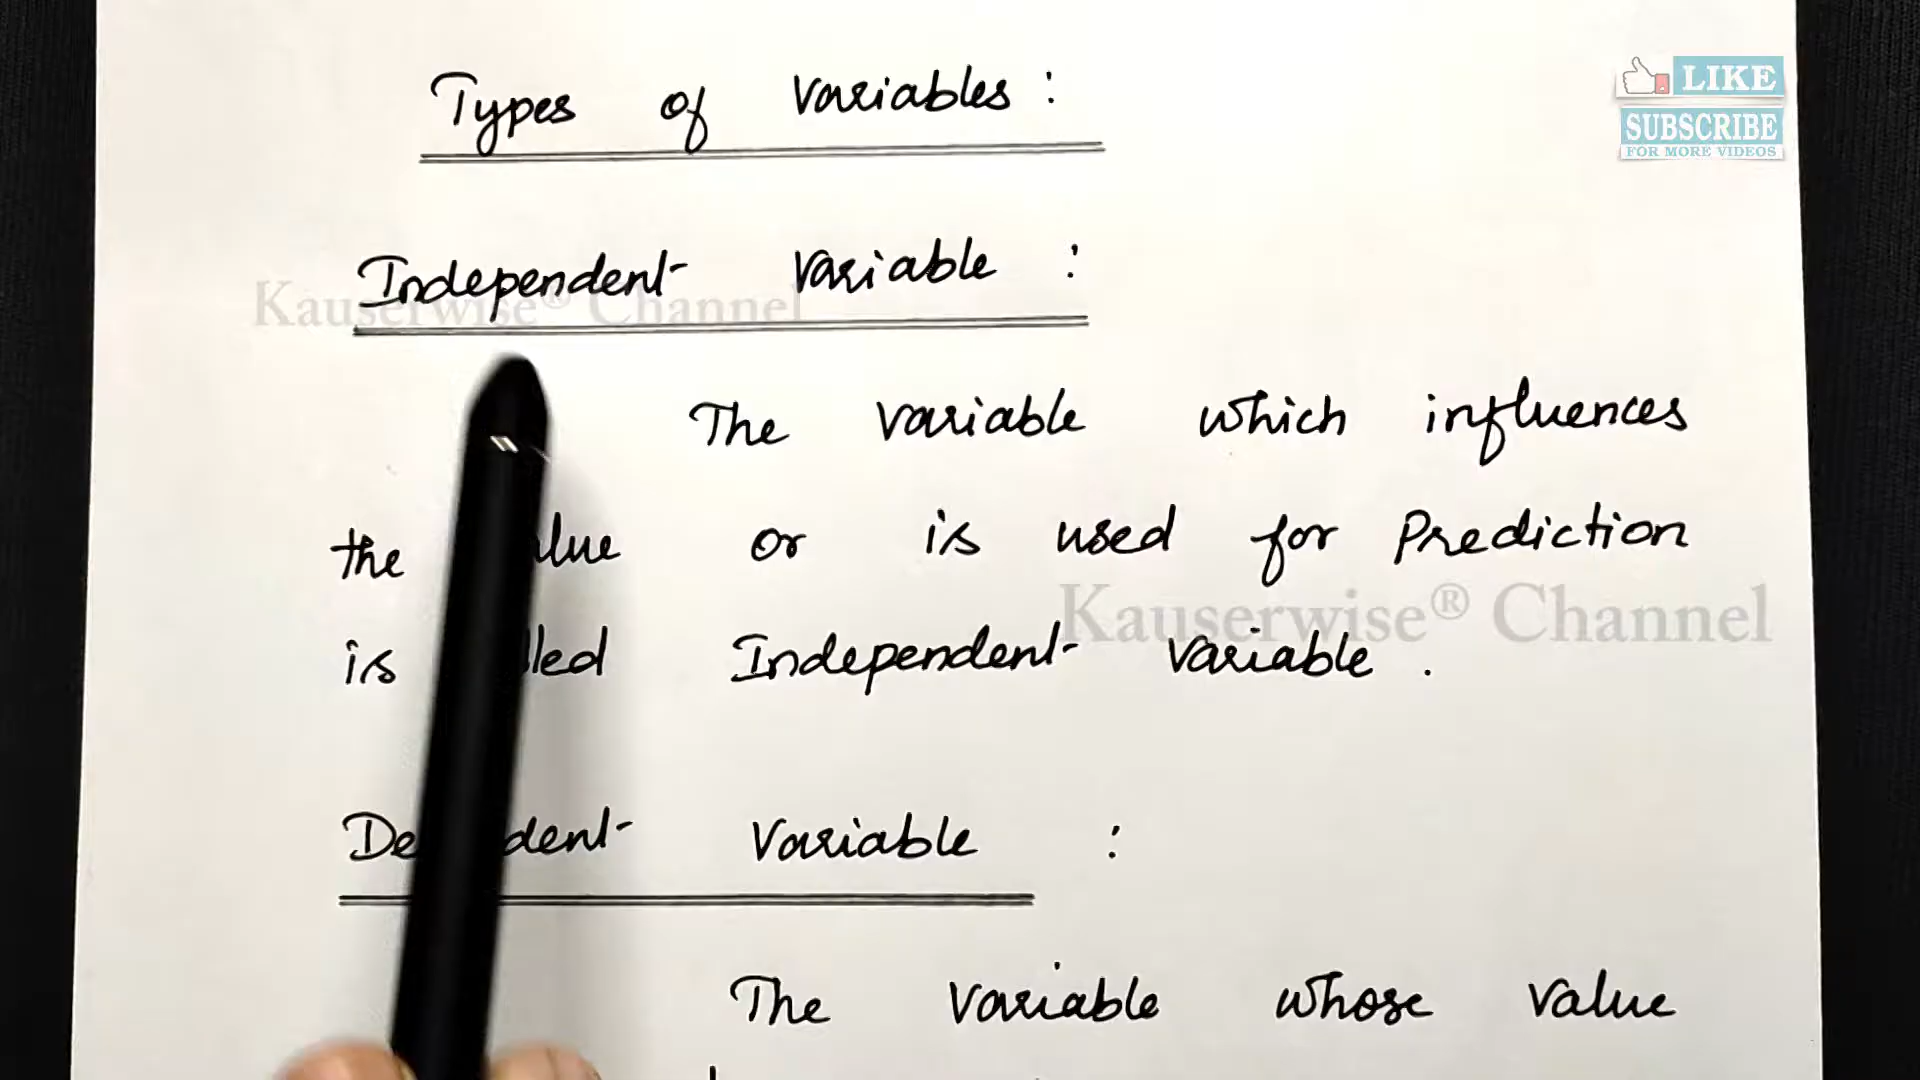 Types of Variables :
LIKE
SUBSCRIBE
FOR MORE VIDEOS
Independent Variable :
Kauserwise® Channel
The Variable which influences
the or is used for Prediction
Kauserwise® Channel
is Independent Variable .
Variable :
The Variable whose value